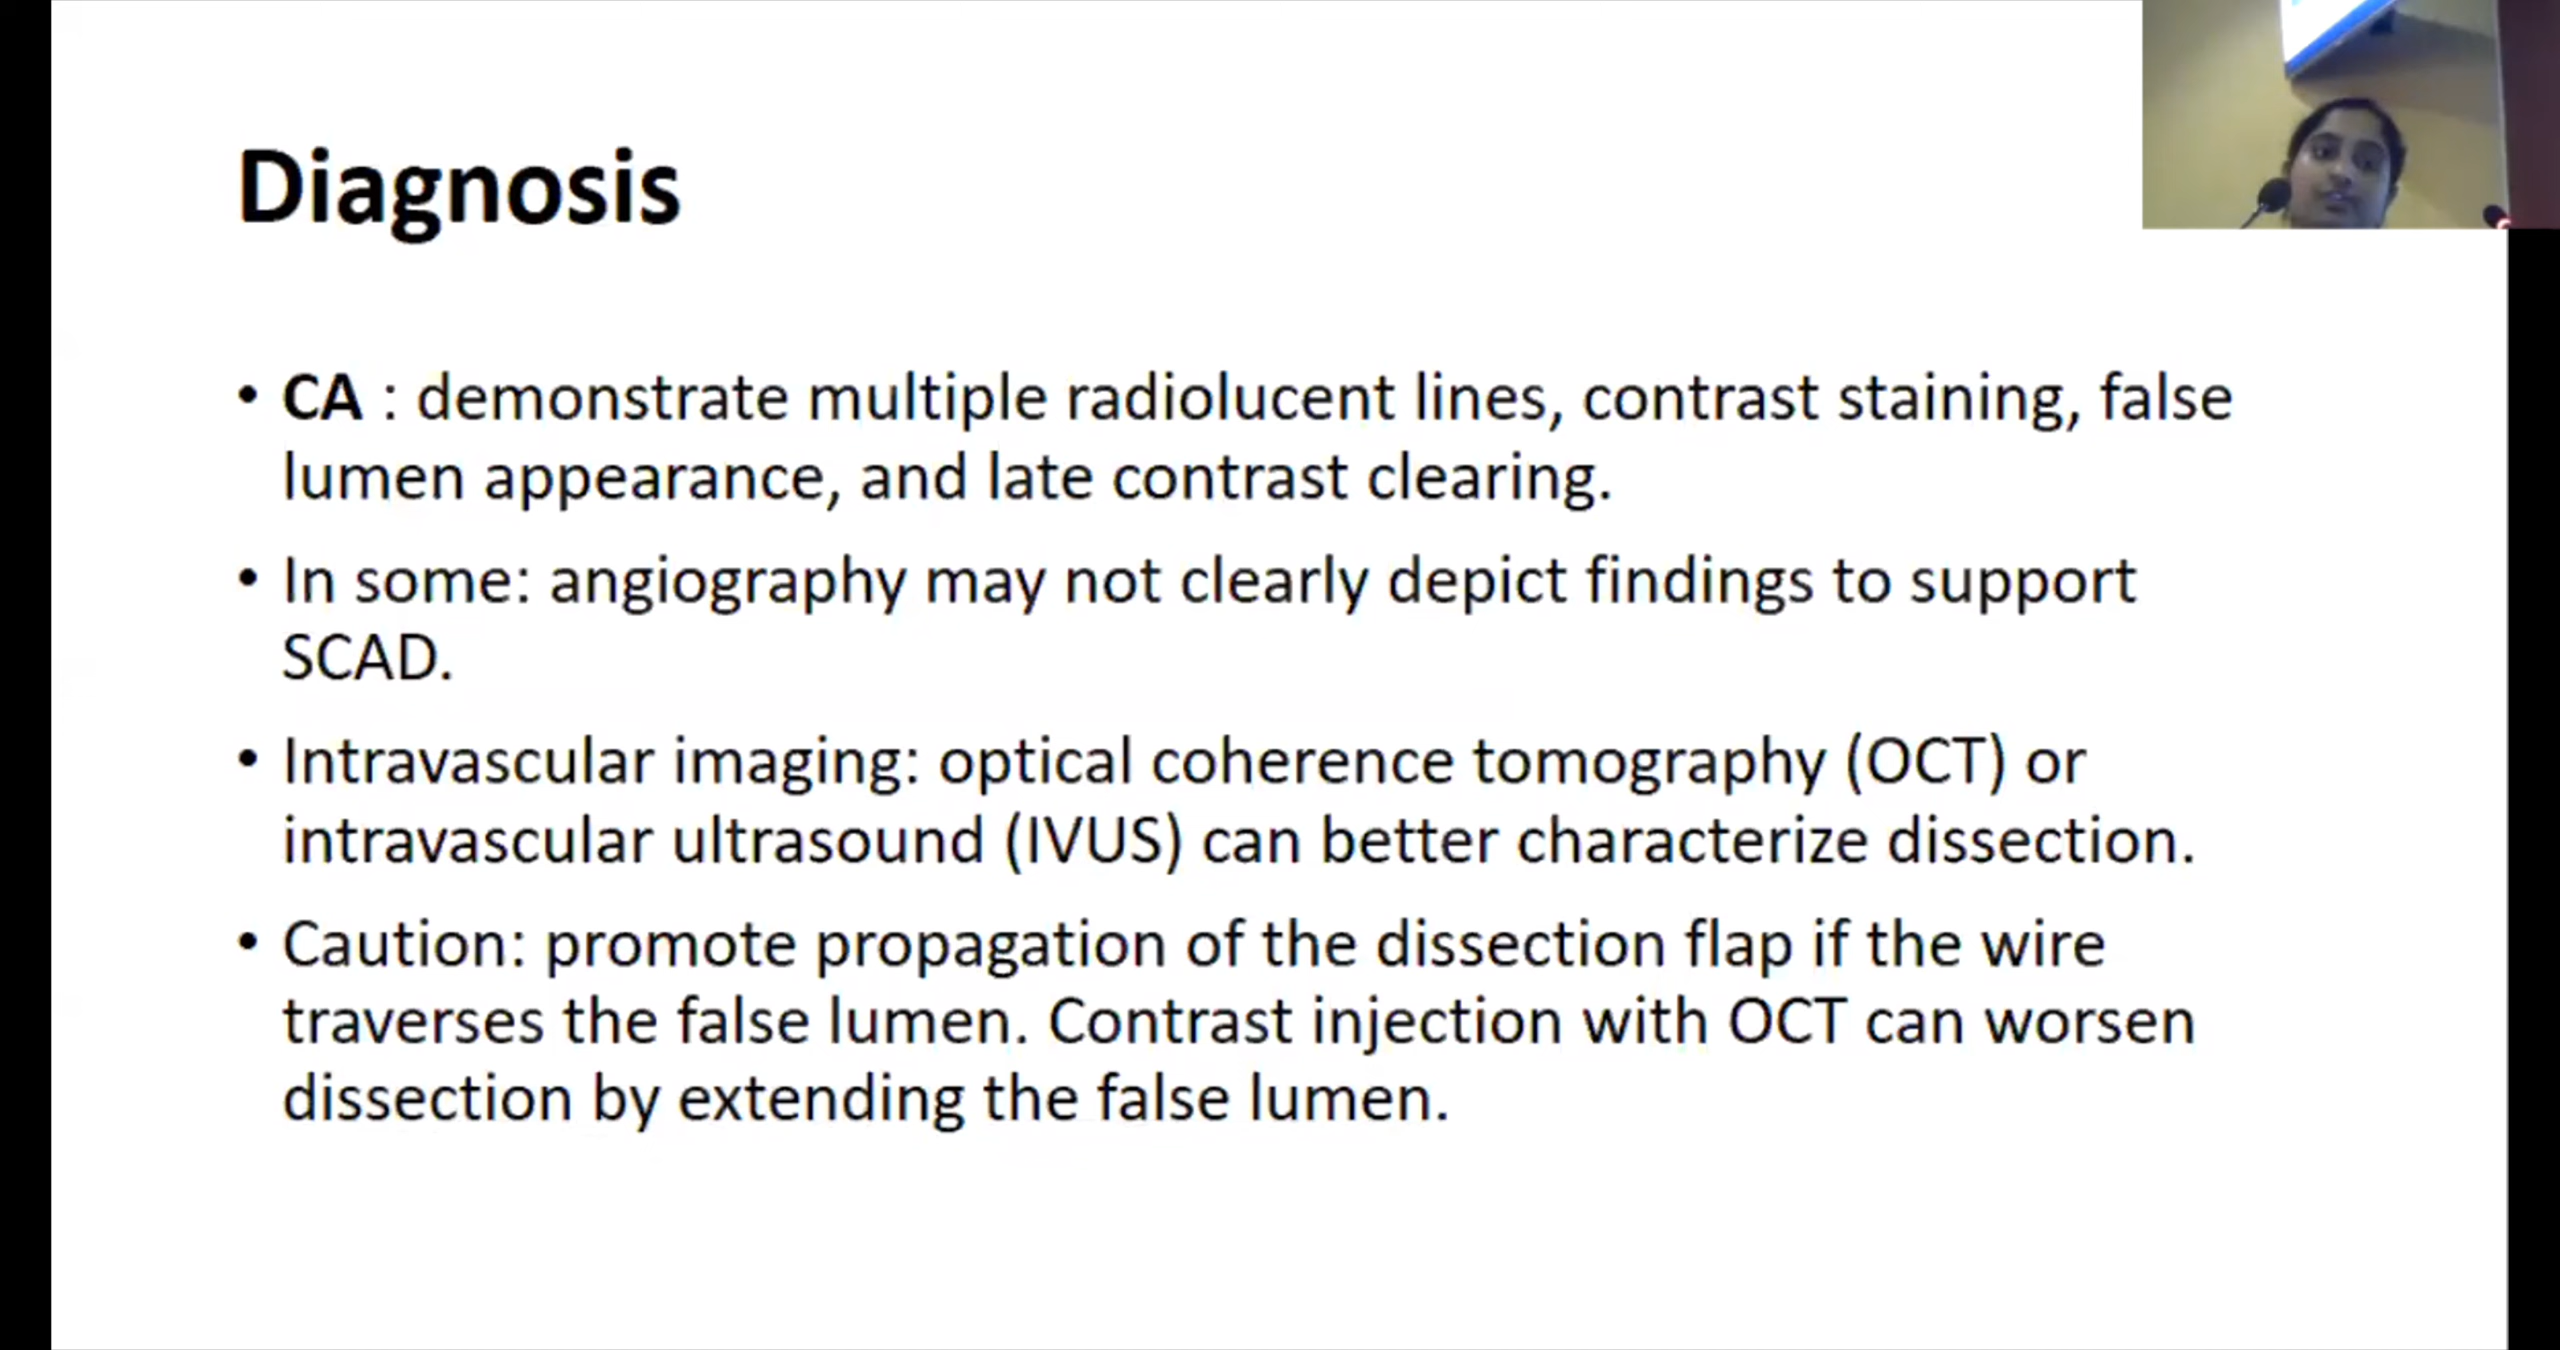 Diagnosis
• CA : demonstrate multiple radiolucent lines, contrast staining, false
lumen appearance, and late contrast clearing.
• In some: angiography may not clearly depict findings to support
SCAD.
• Intravascular imaging: optical coherence tomography (OCT) or
intravascular ultrasound (IVUS) can better characterize dissection.
• Caution: promote propagation of the dissection flap if the wire
traverses the false lumen. Contrast injection with OCT can worsen
dissection by extending the false lumen.